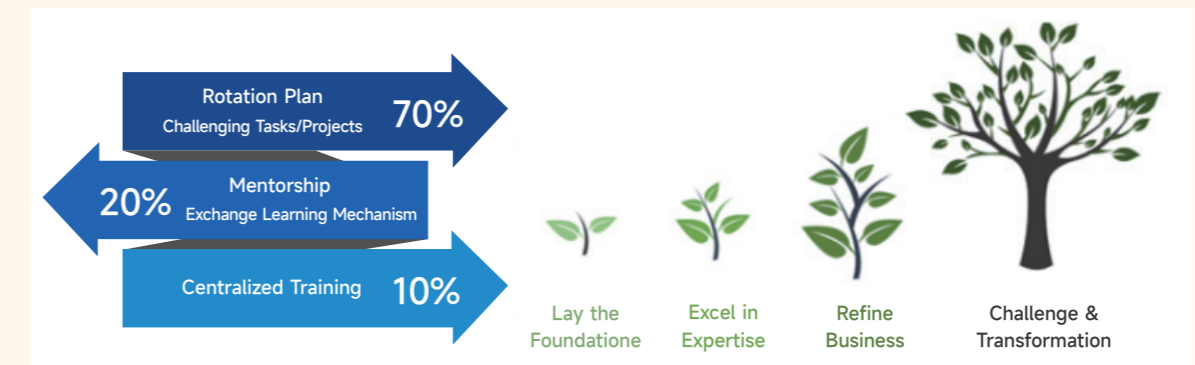 Rotation Plan
Challenging Tasks/Projects
70%
20%
Mentorship
Exchange Learning Mechanism
Centralized Training
10%
Lay the
Foundatione
Excel in
Expertise
Refine
Business
Challenge &
Transformation